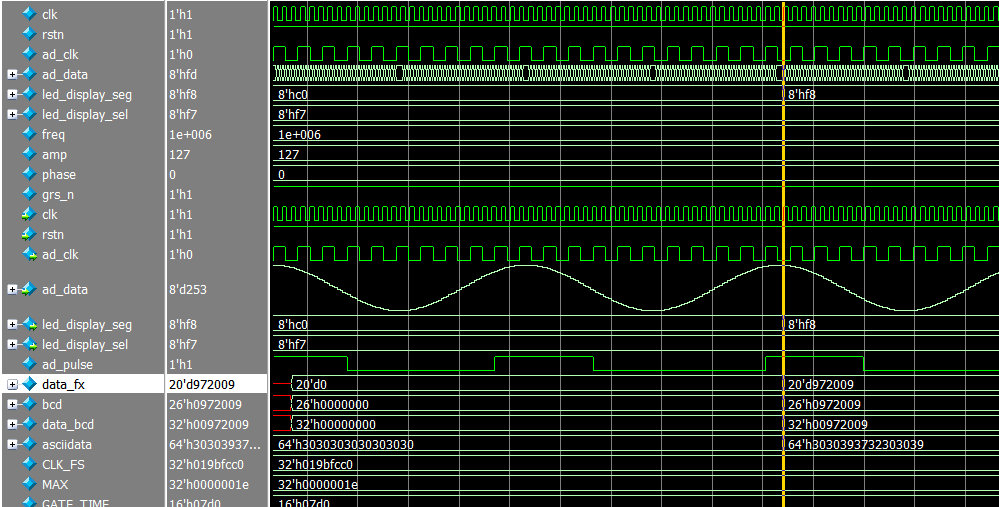 clk 1'h1
rstn 1'h1
ad_clk 1'h0
ad_data 8'hfd
led_display_seg 8'hf8 8'hc0 8'hf8
led_display_sel 8'hf7 8'hf7
freq 1e+006 1e+006
amp 127 127
phase 0 0
grs_n 1'h1
clk 1'h1
rstn 1'h1
ad_clk 1'h0
ad_data 8'd253
led_display_seg 8'hf8 8'hc0 8'hf8
led_display_sel 8'hf7 8'hf7
ad_pulse 1'h1
data_fx 20'd972009 20'd0 20'd972009
bcd 26'h0972009 26'h0000000 26'h0972009
data_bcd 32'h00972009 32'h00000000 32'h00972009
asciidata 64'h30303937... 64'h3030303030303030 64'h3030393732303039
CLK_FS 32'h019bfcc0 32'h019bfcc0
MAX 32'h0000001e 32'h0000001e
GATE_TIME 16'h07d0 16'h07d0